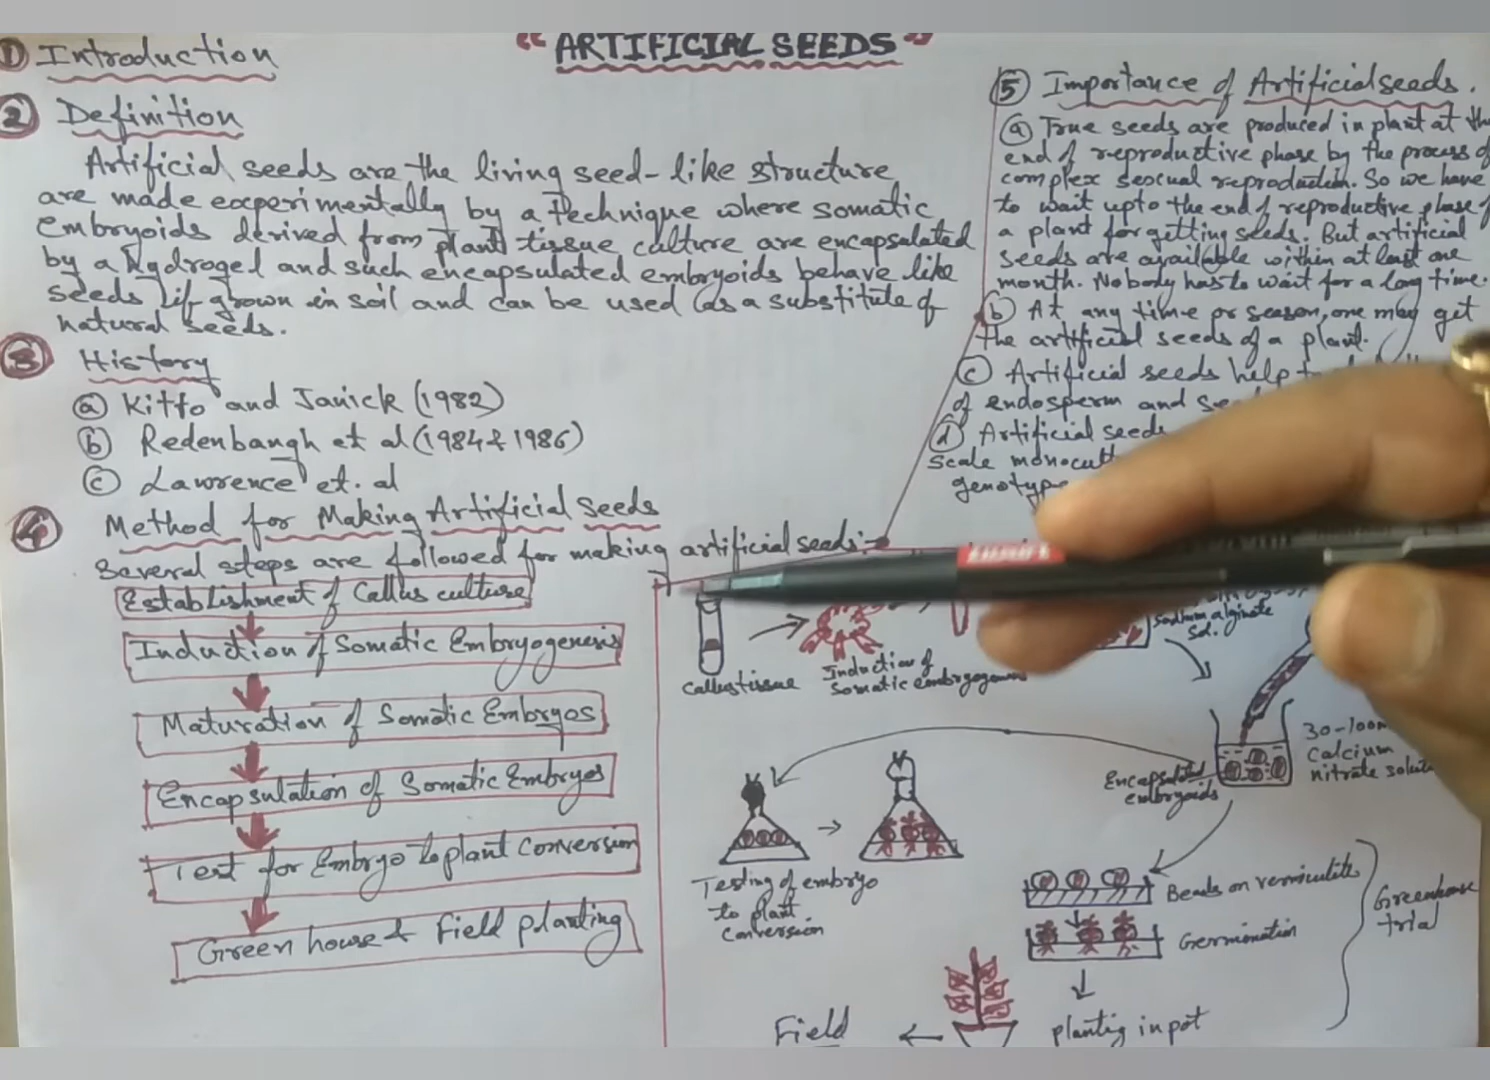 " ARTIFICIAL SEEDS "
① Introduction
② Definition
Artificial seeds are the living seed-like structure
are made experimentally by a technique where somatic
embryoids derived from plant tissue culture are encapsulated
by a hydrogel and such encapsulated embryoids behave like
seeds if grown in soil and can be used as a substitute of
natural seeds.
③ History
ⓐ Kitto and Janick (1982)
ⓑ Redenbangh et al (1984 & 1986)
ⓒ Lawrence et. al
④ Method for Making Artificial Seeds
Several steps are followed for making artificial seeds:-
Establishment of Callus culture
Induction of Somatic Embryogenesis
Maturation of Somatic Embryos
Encapsulation of Somatic Embryos
Test for Embryo to plant Conversion
Green house & Field planting
⑤ Importance of Artificial seeds.
ⓐ True seeds are produced in plant at the
end of reproductive phase by the process of
complex sexual reproduction. So we have
to wait upto the end of reproductive phase of
a plant for getting seeds. But artificial
seeds are available within at least one
month. Nobody has to wait for a long time.
ⓑ At any time or season, one may get
the artificial seeds of a plant.
ⓒ Artificial seeds help to
of endosperm and
ⓓ Artificial seeds
scale
Callus tissue
Induction of
Somatic
Sodium alginate
Sol.
30-100m
Calcium
nitrate
Encapsulated
embryoids
Testing of embryo
to plant
conversion
Beads on vermiculite
Germination
Greenhouse
trial
planting in pot
Field